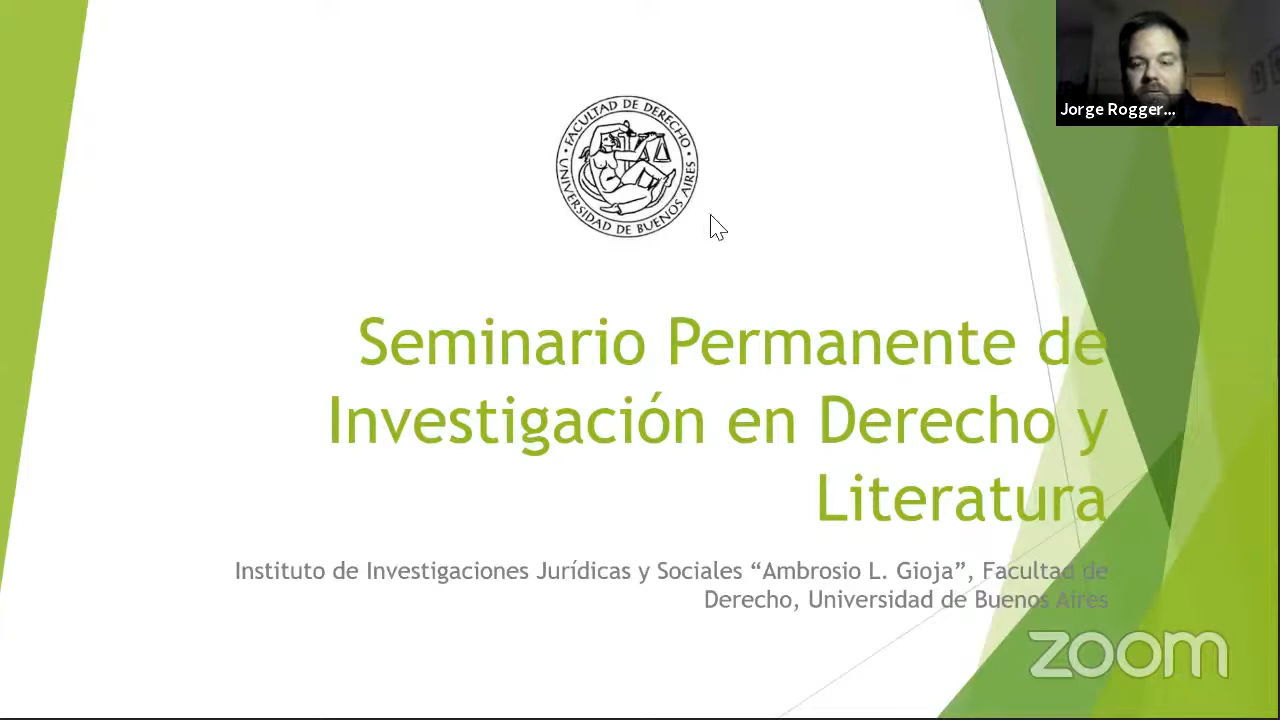 Jorge Rogger...
· FACULTAD DE DERECHO ·
UNIVERSIDAD DE BUENOS AIRES
Seminario Permanente de
Investigación en Derecho y
Literatura
Instituto de Investigaciones Jurídicas y Sociales “Ambrosio L. Gioja”, Facultad de
Derecho, Universidad de Buenos Aires
zoom